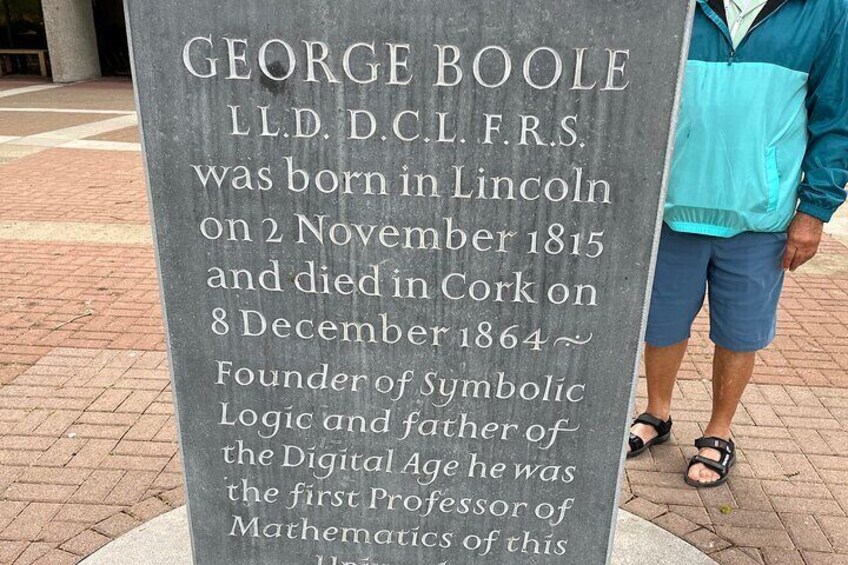 GEORGE BOOLE
LL.D. D.C.L. F.R.S.
was born in Lincoln
on 2 November 1815
and died in Cork on
8 December 1864 ~
Founder of Symbolic
Logic and father of
the Digital Age he was
the first Professor of
Mathematics of this